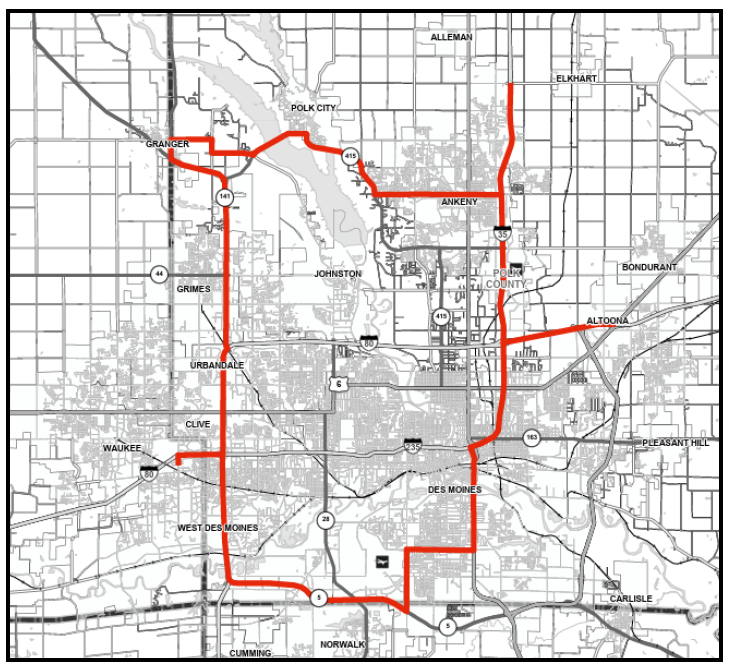 ALLEMAN
ELKHART
POLK CITY
GRANGER
415
141
ANKENY
35
44
JOHNSTON
POLK
COUNTY
BONDURANT
GRIMES
415
ALTOONA
80
URBANDALE
6
CLIVE
WAUKEE
235
163
PLEASANT HILL
80
DES MOINES
WEST DES MOINES
28
5
CARLISLE
5
NORWALK
CUMMING